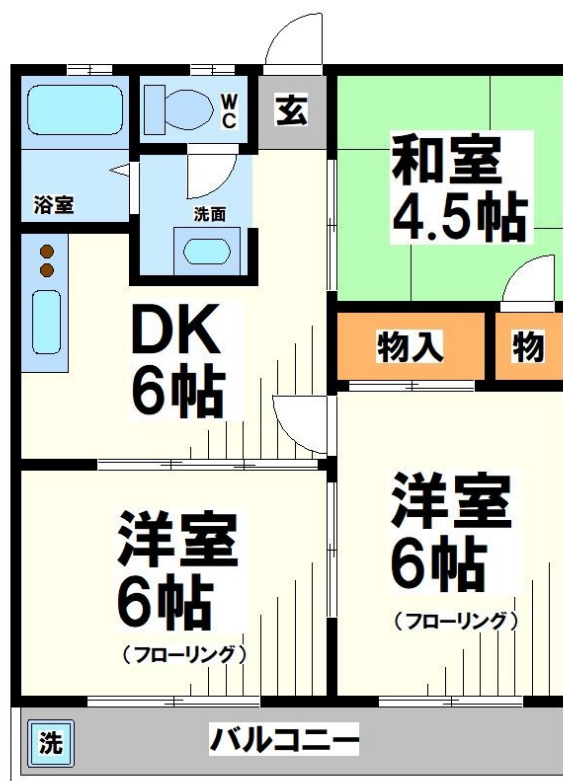 WC
玄
和室
4.5帖
浴室
洗面
DK
6帖
物入
物
洋室
6帖
(フローリング)
洋室
6帖
(フローリング)
洗
バルコニー